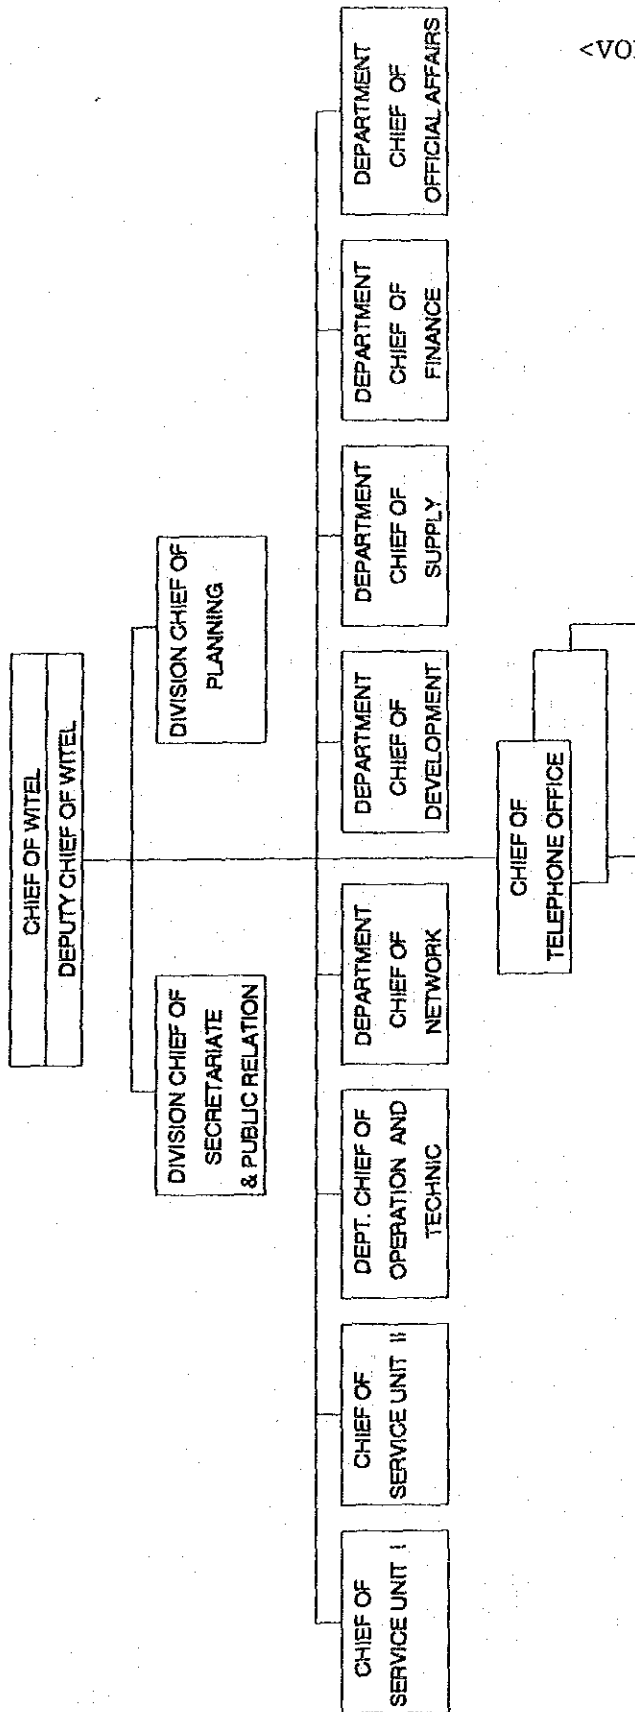 <VO
CHIEF OF WITEL
DEPUTY CHIEF OF WITEL
DIVISION CHIEF OF
SECRETARIATE
& PUBLIC RELATION
DIVISION CHIEF OF
PLANNING
CHIEF OF
SERVICE UNIT I
CHIEF OF
SERVICE UNIT II
DEPT. CHIEF OF
OPERATION AND
TECHNIC
DEPARTMENT
CHIEF OF
NETWORK
DEPARTMENT
CHIEF OF
DEVELOPMENT
DEPARTMENT
CHIEF OF
SUPPLY
DEPARTMENT
CHIEF OF
FINANCE
DEPARTMENT
CHIEF OF
OFFICIAL AFFAIRS
CHIEF OF
TELEPHONE OFFICE